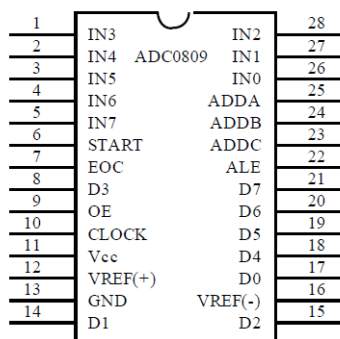 1 IN3 IN2 28
2 IN4 ADC0809 IN1 27
3 IN5 IN0 26
4 IN6 ADDA 25
5 IN7 ADDB 24
6 START ADDC 23
7 EOC ALE 22
8 D3 D7 21
9 OE D6 20
10 CLOCK D5 19
11 Vcc D4 18
12 VREF(+) D0 17
13 GND VREF(-) 16
14 D1 D2 15